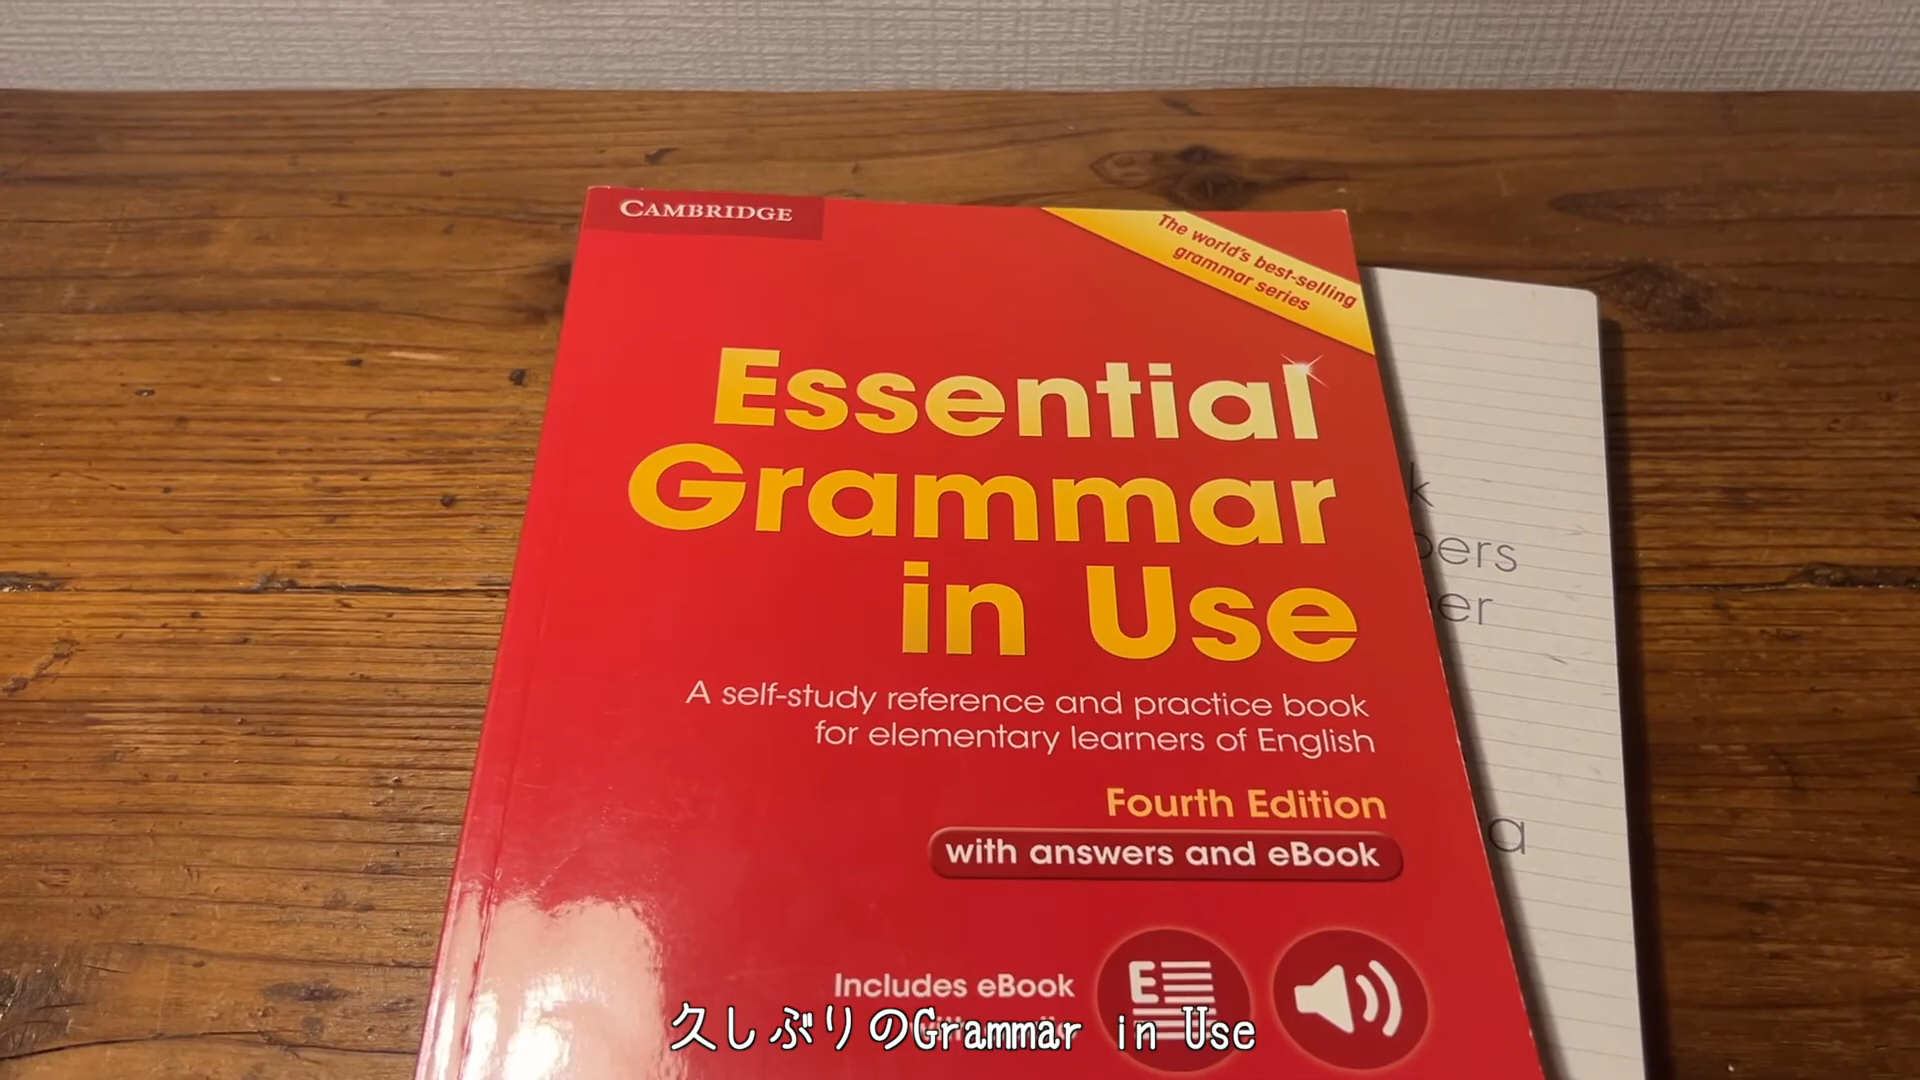 CAMBRIDGE
The world's best-selling
grammar series
Essential
Grammar
in Use
A self-study reference and practice book
for elementary learners of English
Fourth Edition
with answers and eBook
Includes eBook
久しぶりのGrammar in Use